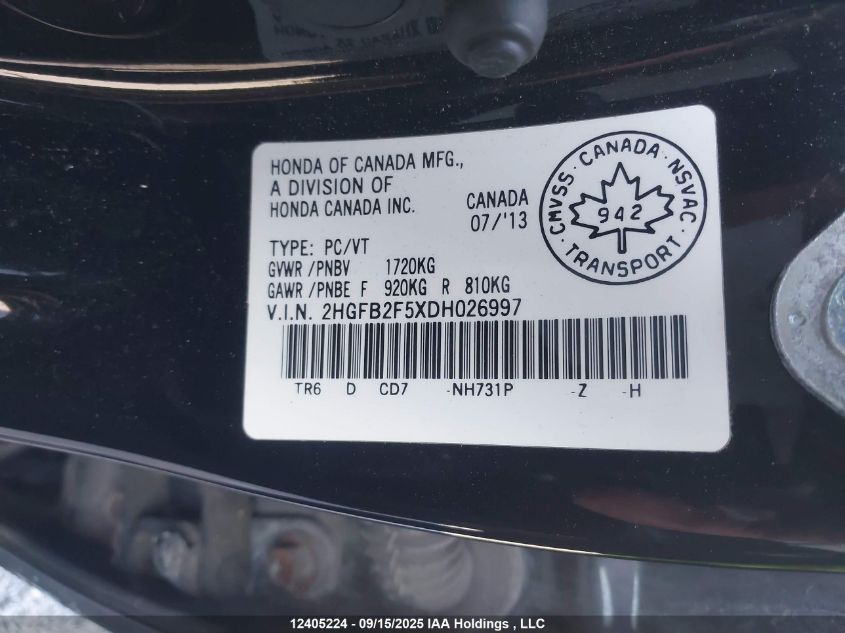 HONDA OF CANADA MFG.,
A DIVISION OF
HONDA CANADA INC.
CANADA
07/'13
CMVSS · CANADA · NSVAC
942
· TRANSPORT ·
TYPE: PC/VT
GVWR /PNBV 1720KG
GAWR /PNBE F 920KG R 810KG
V.I.N. 2HGFB2F5XDH026997
TR6 D CD7 -NH731P -Z -H
12405224 - 09/15/2025 IAA Holdings , LLC